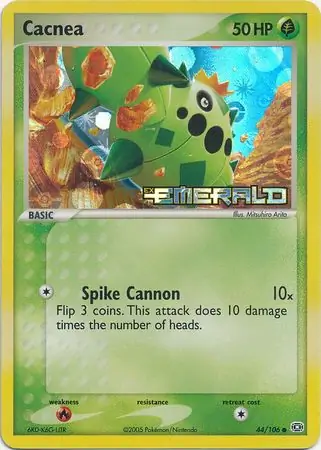 Cacnea 50 HP
EX EMERALD
BASIC
Illus. Mitsuhiro Arita
Spike Cannon 10x
Flip 3 coins. This attack does 10 damage
times the number of heads.
weakness resistance retreat cost
©2005 Pokémon/Nintendo 44/106